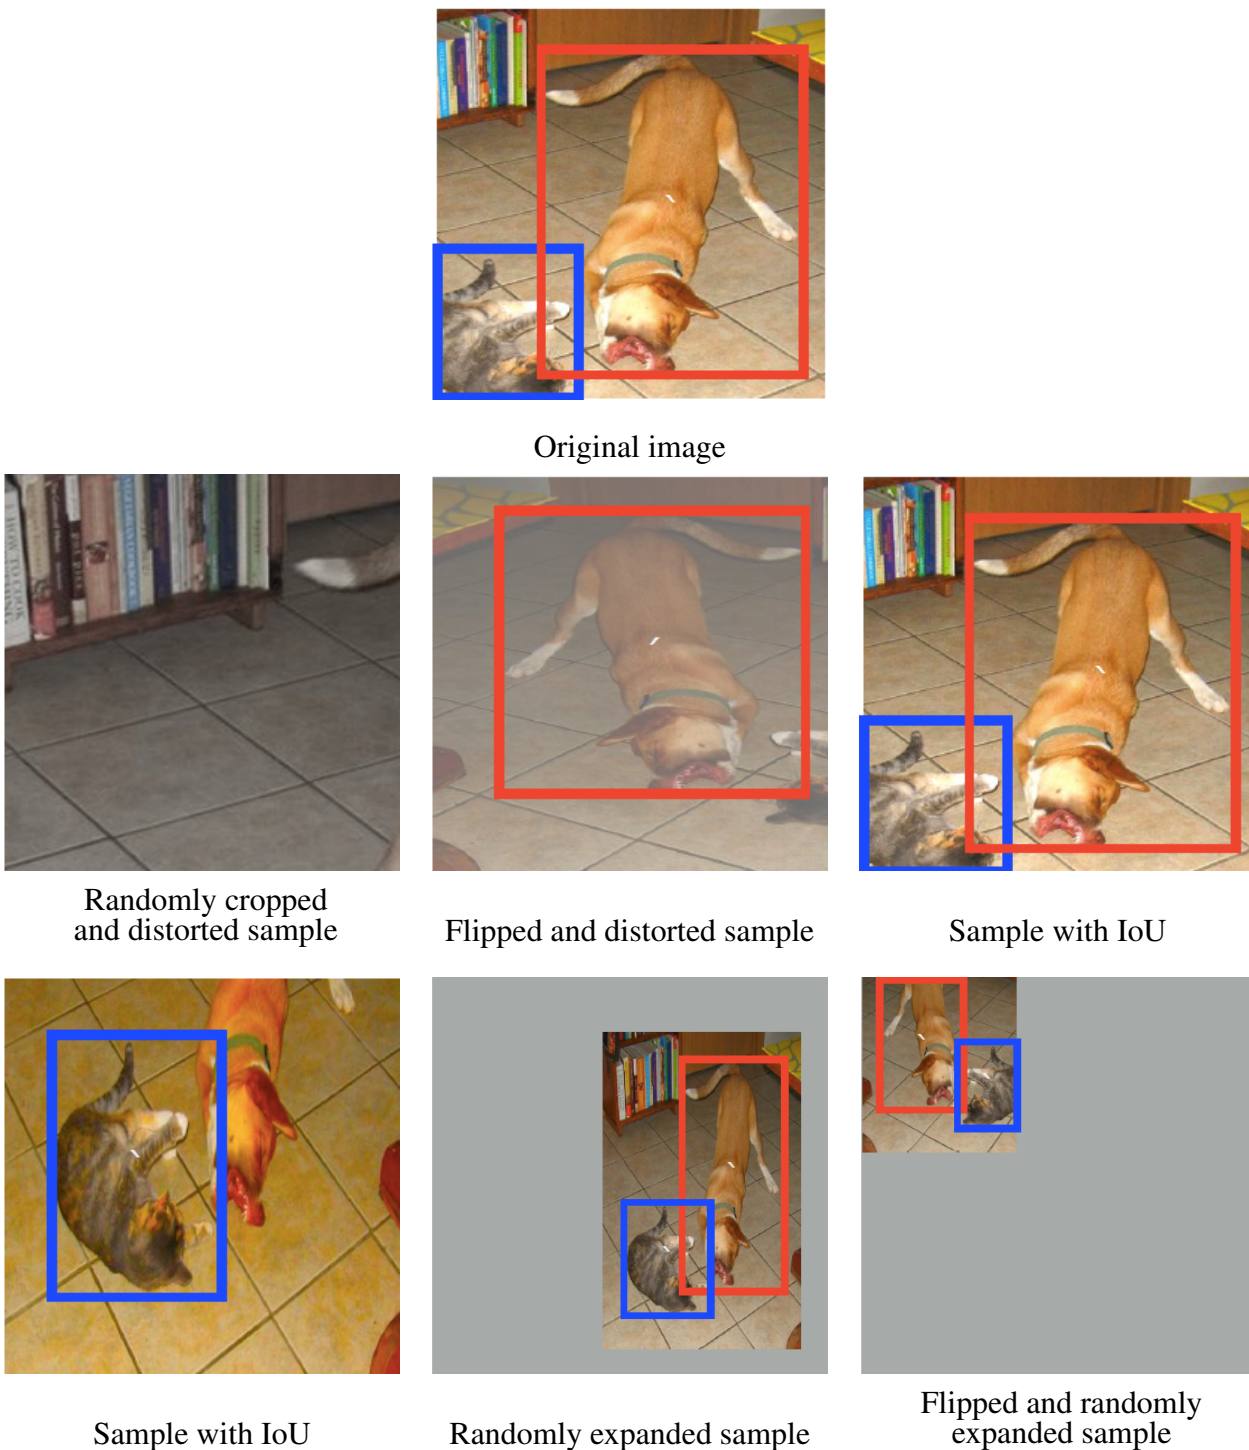 Original image
Randomly cropped
and distorted sample
Flipped and distorted sample
Sample with IoU
Sample with IoU
Randomly expanded sample
Flipped and randomly
expanded sample